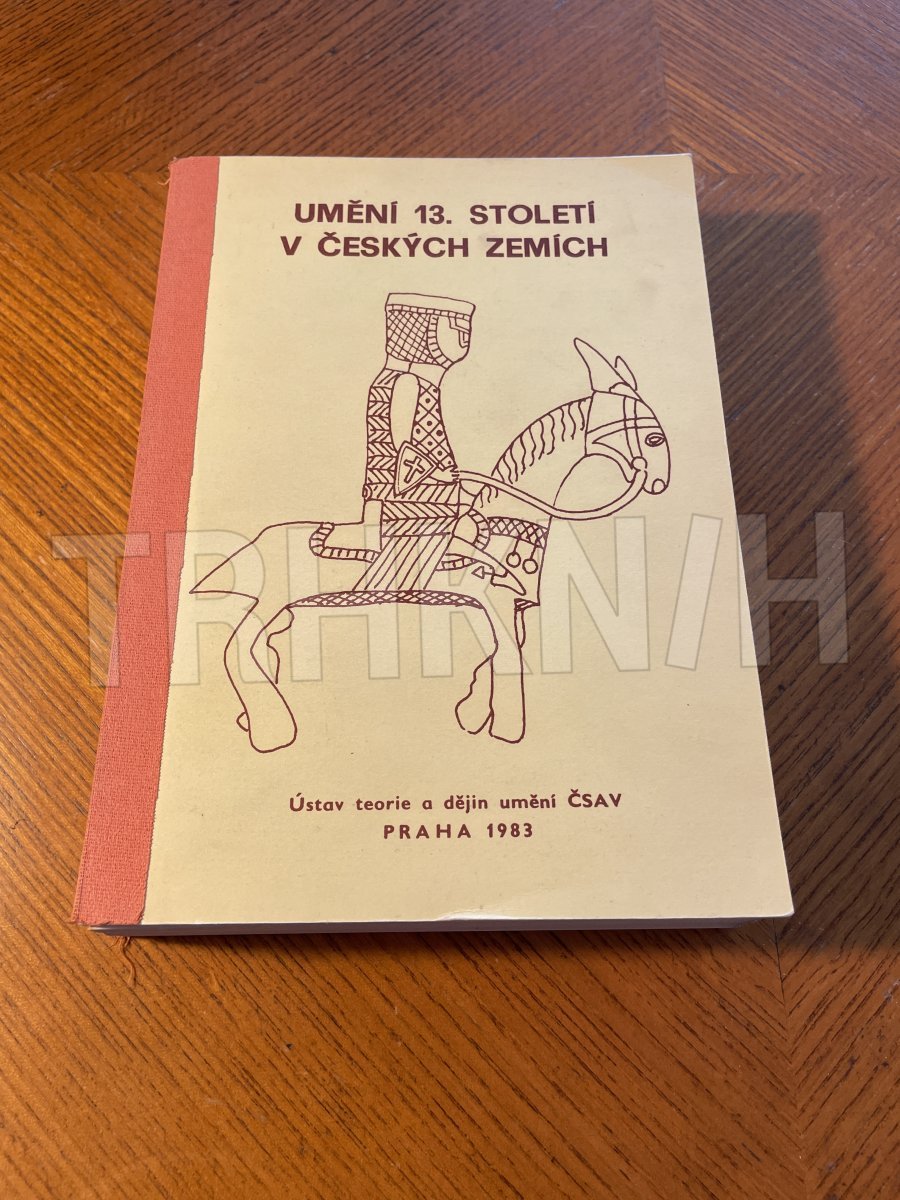 UMĚNÍ 13. STOLETÍ
V ČESKÝCH ZEMÍCH
TRHKNIH
Ústav teorie a dějin umění ČSAV
PRAHA 1983